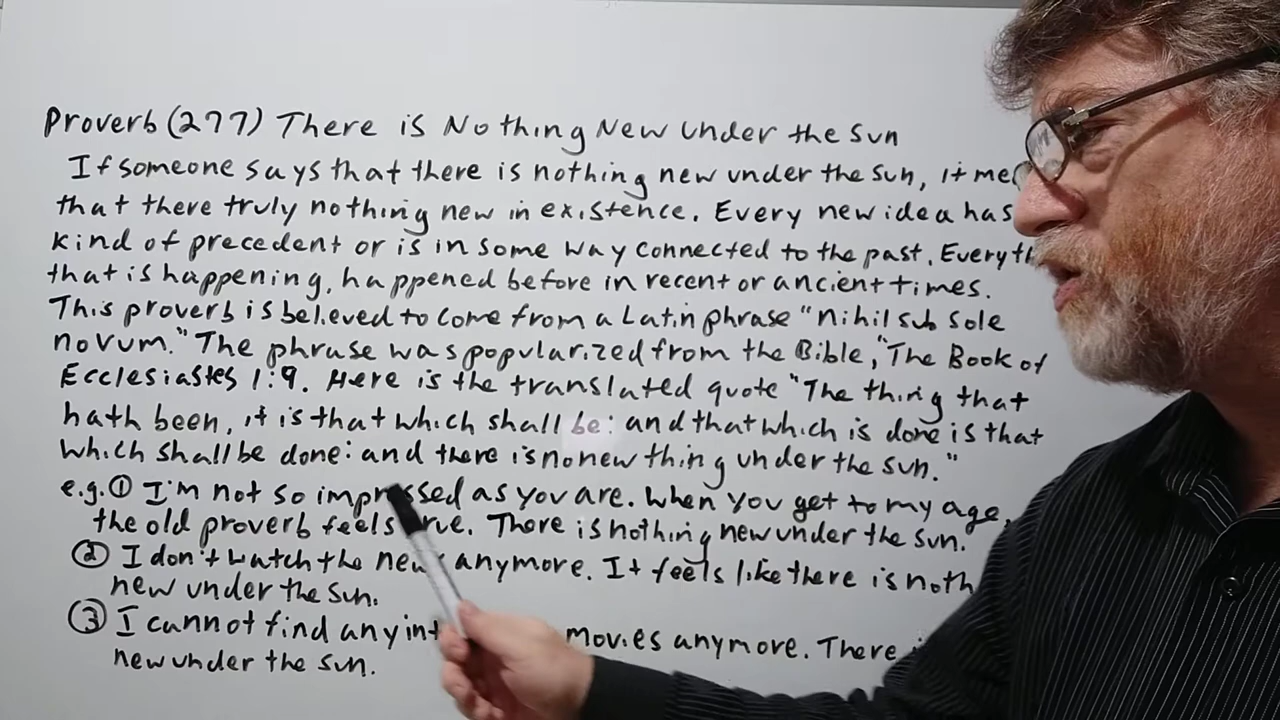 Proverb (277) There is Nothing New Under the Sun
If someone says that there is nothing new under the sun, it
that there truly nothing new in existence. Every new idea has
kind of precedent or is in some way connected to the past.
that is happening, happened before in recent or ancient times.
This proverb is believed to come from a Latin phrase "nihil sub sole
novum." The phrase was popularized from the Bible, "The Book of
Ecclesiastes 1:9. Here is the translated quote "The thing that
hath been, it is that which shall be: and that which is done is that
which shall be done: and there is no new thing under the sun."
e.g. ① I'm not so impressed as you are. When you get to my age,
the old proverb feels true. There is nothing new under the sun.
② I don't watch the news anymore. It feels like there is
new under the sun.
③ I cannot find any movies anymore. There
new under the sun.